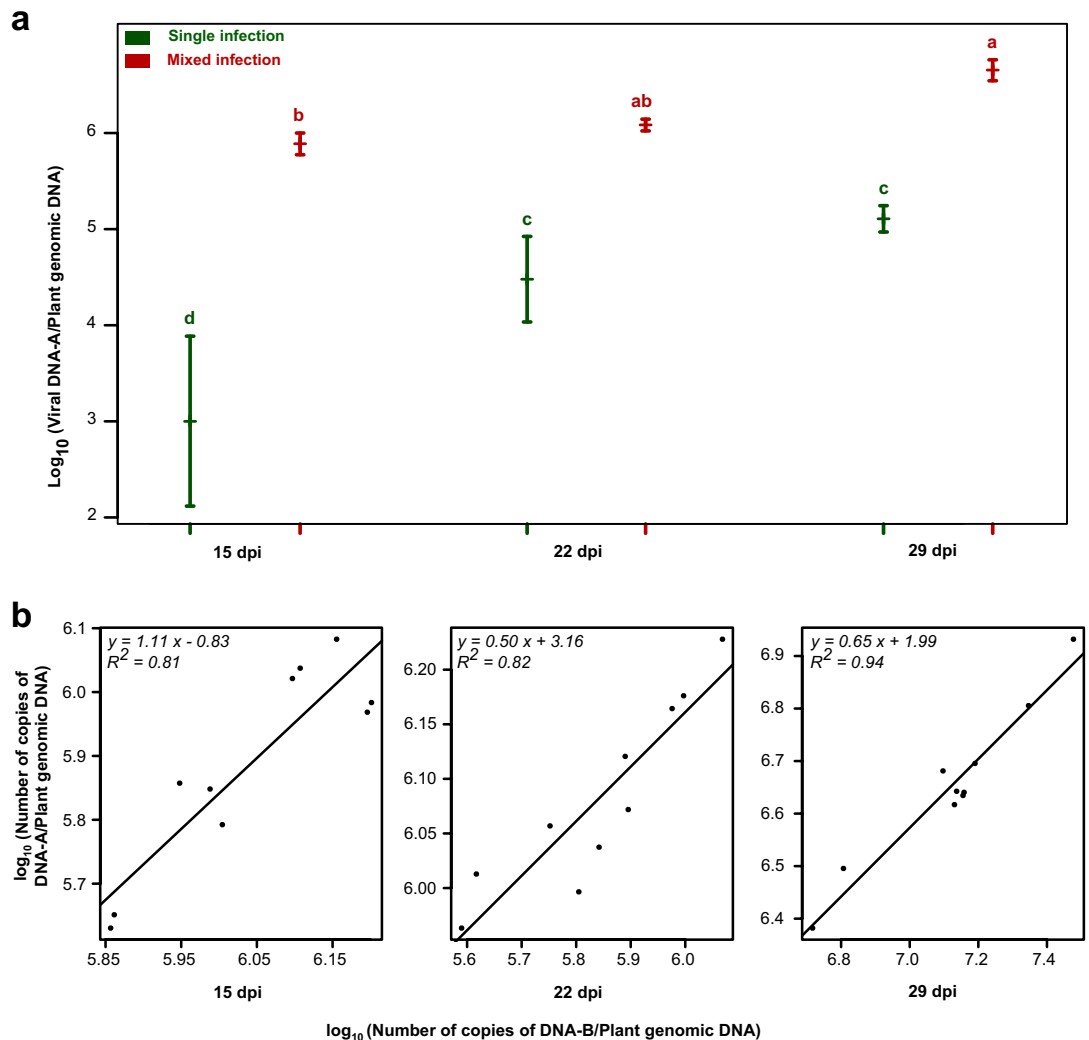 a
Single infection
Mixed infection
Log10 (Viral DNA-A/Plant genomic DNA)
6
5
4
3
2
d
b
c
ab
c
a
15 dpi
22 dpi
29 dpi
b
log10 (Number of copies of
DNA-A/Plant genomic DNA)
y = 1.11 x - 0.83
R2 = 0.81
6.1
6.0
5.9
5.8
5.7
5.85
5.95
6.05
6.15
15 dpi
y = 0.50 x + 3.16
R2 = 0.82
6.20
6.15
6.10
6.05
6.00
5.6
5.7
5.8
5.9
6.0
22 dpi
y = 0.65 x + 1.99
R2 = 0.94
6.9
6.8
6.7
6.6
6.5
6.4
6.8
7.0
7.2
7.4
29 dpi
log10 (Number of copies of DNA-B/Plant genomic DNA)